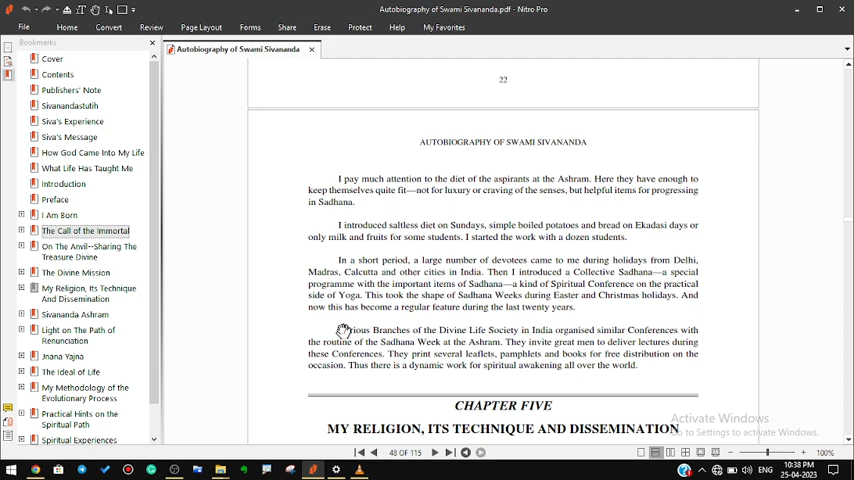 Autobiography of Swami Sivananda.pdf - Nitro Pro
File Home Convert Review Page Layout Forms Share Erase Protect Help My Favorites
Bookmarks
Autobiography of Swami Sivananda
Cover
Contents
Publishers' Note
Sivanandastutih
Siva's Experience
Siva's Message
How God Came Into My Life
What Life Has Taught Me
Introduction
Preface
I Am Born
The Call of the Immortal
On The Anvil--Sharing The
Treasure Divine
The Divine Mission
My Religion, Its Technique
And Dissemination
Sivananda Ashram
Light on The Path of
Renunciation
Jnana Yajna
The Ideal of Life
My Methodology of the
Evolutionary Process
Practical Hints on the
Spiritual Path
Spiritual Experiences
22
AUTOBIOGRAPHY OF SWAMI SIVANANDA
I pay much attention to the diet of the aspirants at the Ashram. Here they have enough to
keep themselves quite fit—not for luxury or craving of the senses, but helpful items for progressing
in Sadhana.
I introduced saltless diet on Sundays, simple boiled potatoes and bread on Ekadasi days or
only milk and fruits for some students. I started the work with a dozen students.
In a short period, a large number of devotees came to me during holidays from Delhi,
Madras, Calcutta and other cities in India. Then I introduced a Collective Sadhana—a special
programme with the important items of Sadhana—a kind of Spiritual Conference on the practical
side of Yoga. This took the shape of Sadhana Weeks during Easter and Christmas holidays. And
now this has become a regular feature during the last twenty years.
rious Branches of the Divine Life Society in India organised similar Conferences with
the routine of the Sadhana Week at the Ashram. They invite great men to deliver lectures during
these Conferences. They print several leaflets, pamphlets and books for free distribution on the
occasion. Thus there is a dynamic work for spiritual awakening all over the world.
CHAPTER FIVE
MY RELIGION, ITS TECHNIQUE AND DISSEMINATION
Activate Windows
Go to Settings to activate Windows.
48 OF 115
100%
ENG
10:38 PM
25-04-2023